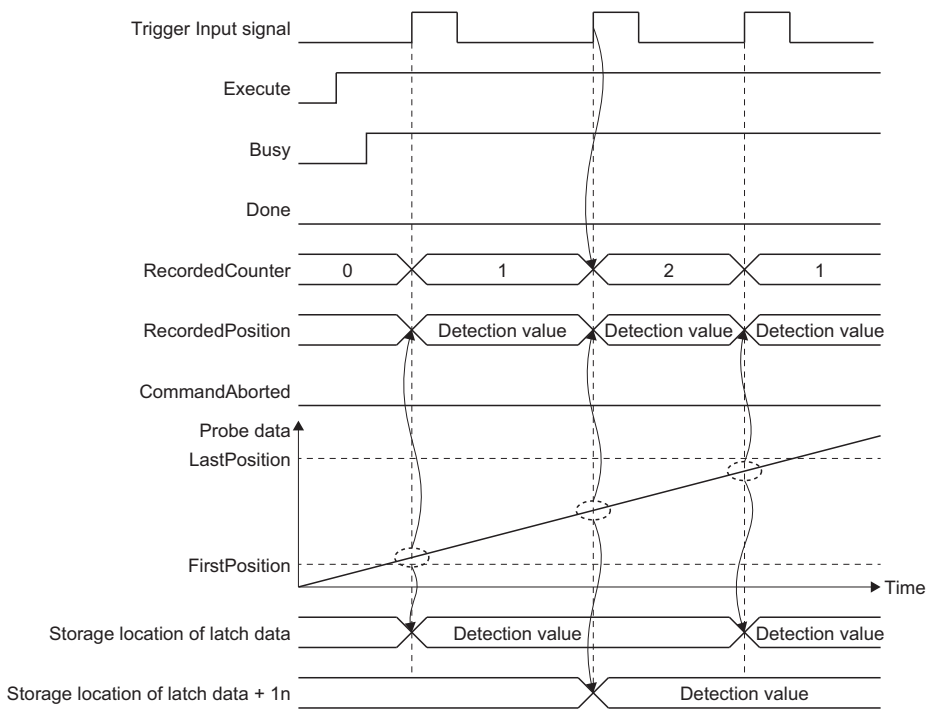 Trigger Input signal
Execute
Busy
Done
RecordedCounter 0 1 2 1
RecordedPosition Detection value Detection value Detection value
CommandAborted
Probe data
LastPosition
FirstPosition
Time
Storage location of latch data Detection value Detection value
Storage location of latch data + 1n Detection value